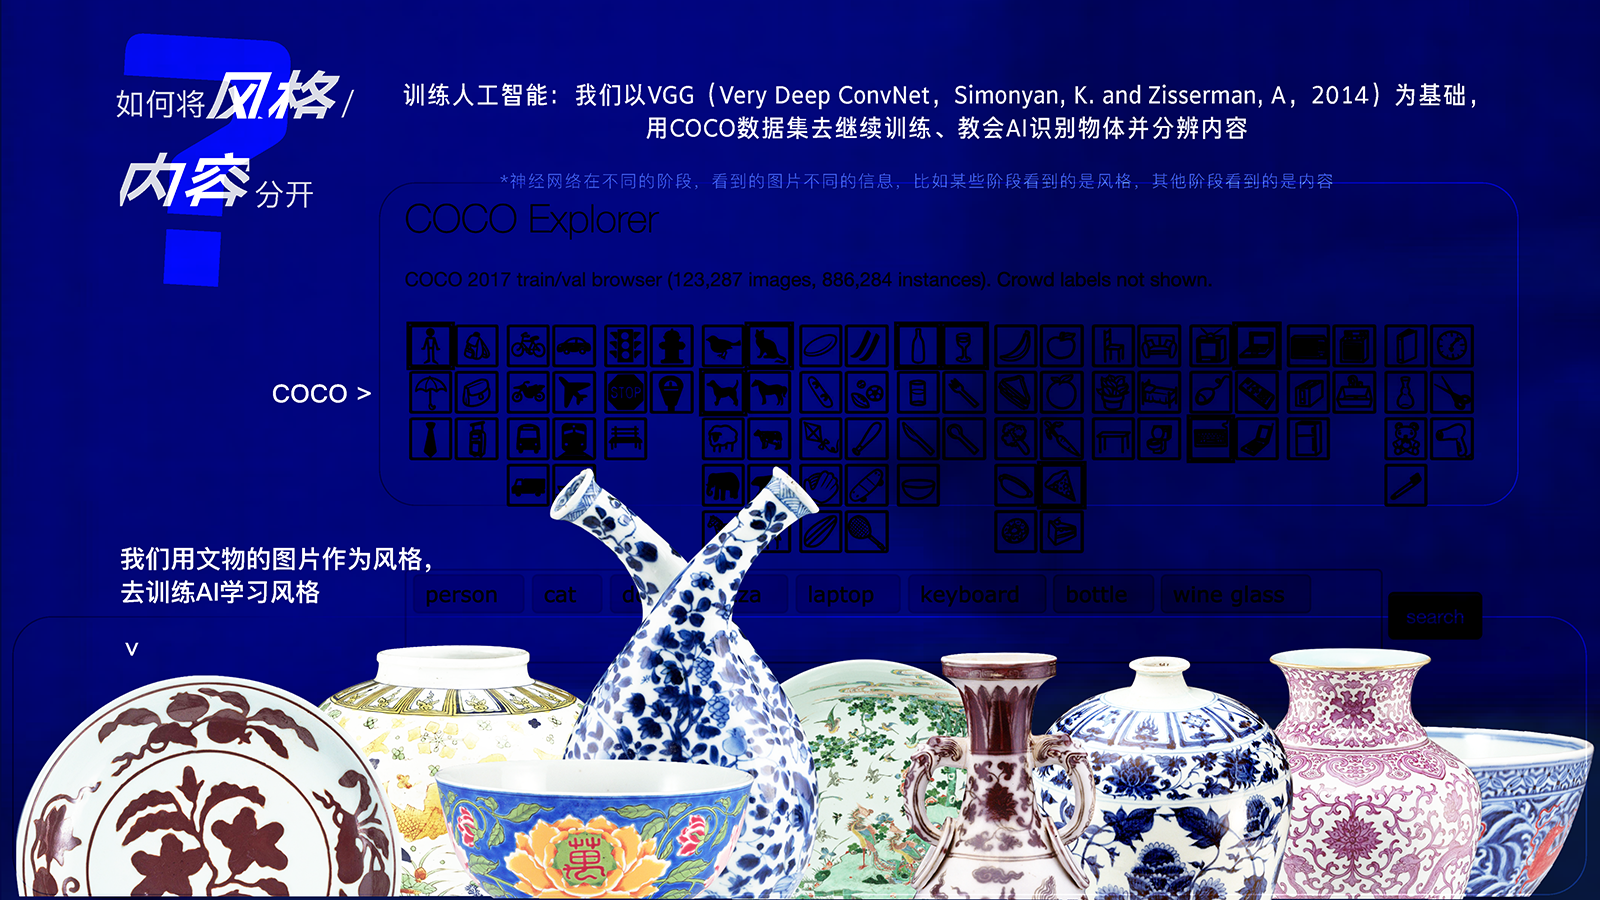 如何将风格/
内容分开
?
训练人工智能：我们以VGG（Very Deep ConvNet，Simonyan, K. and Zisserman, A，2014）为基础，
用COCO数据集去继续训练、教会AI识别物体并分辨内容
*神经网络在不同的阶段，看到的图片不同的信息，比如某些阶段看到的是风格，其他阶段看到的是内容
COCO Explorer
COCO 2017 train/val browser (123,287 images, 886,284 instances). Crowd labels not shown.
STOP
COCO >
我们用文物的图片作为风格，
去训练AI学习风格
v
person cat laptop keyboard bottle wine glass
search
萬